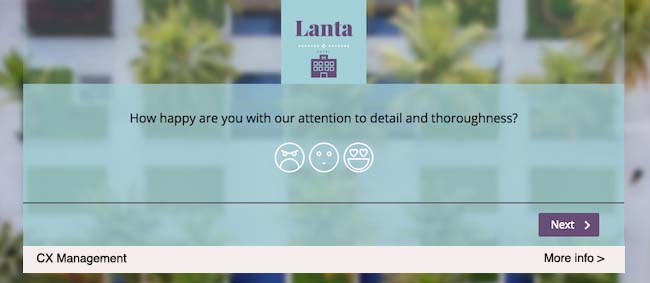 Lanta
How happy are you with our attention to detail and thoroughness?
Next
CX Management
More info >